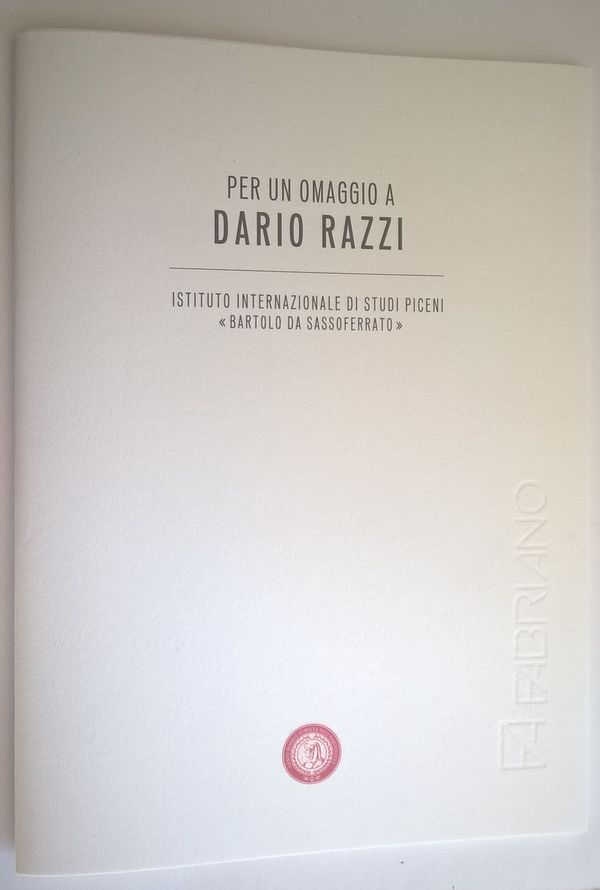 PER UN OMAGGIO A
DARIO RAZZI
ISTITUTO INTERNAZIONALE DI STUDI PICENI
« BARTOLO DA SASSOFERRATO »
FABRIANO